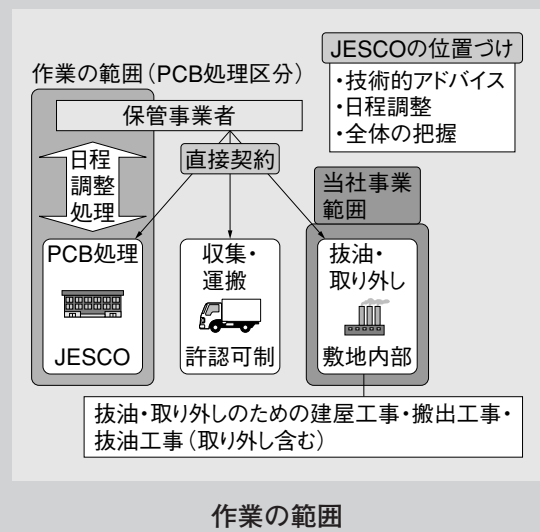 JESCOの位置づけ
・技術的アドバイス
・日程調整
・全体の把握
作業の範囲（PCB処理区分）
保管事業者
日程
調整
処理
直接契約
当社事業
範囲
PCB処理
JESCO
収集・
運搬
許認可制
抜油・
取り外し
敷地内部
抜油・取り外しのための建屋工事・搬出工事・
抜油工事（取り外し含む）
作業の範囲